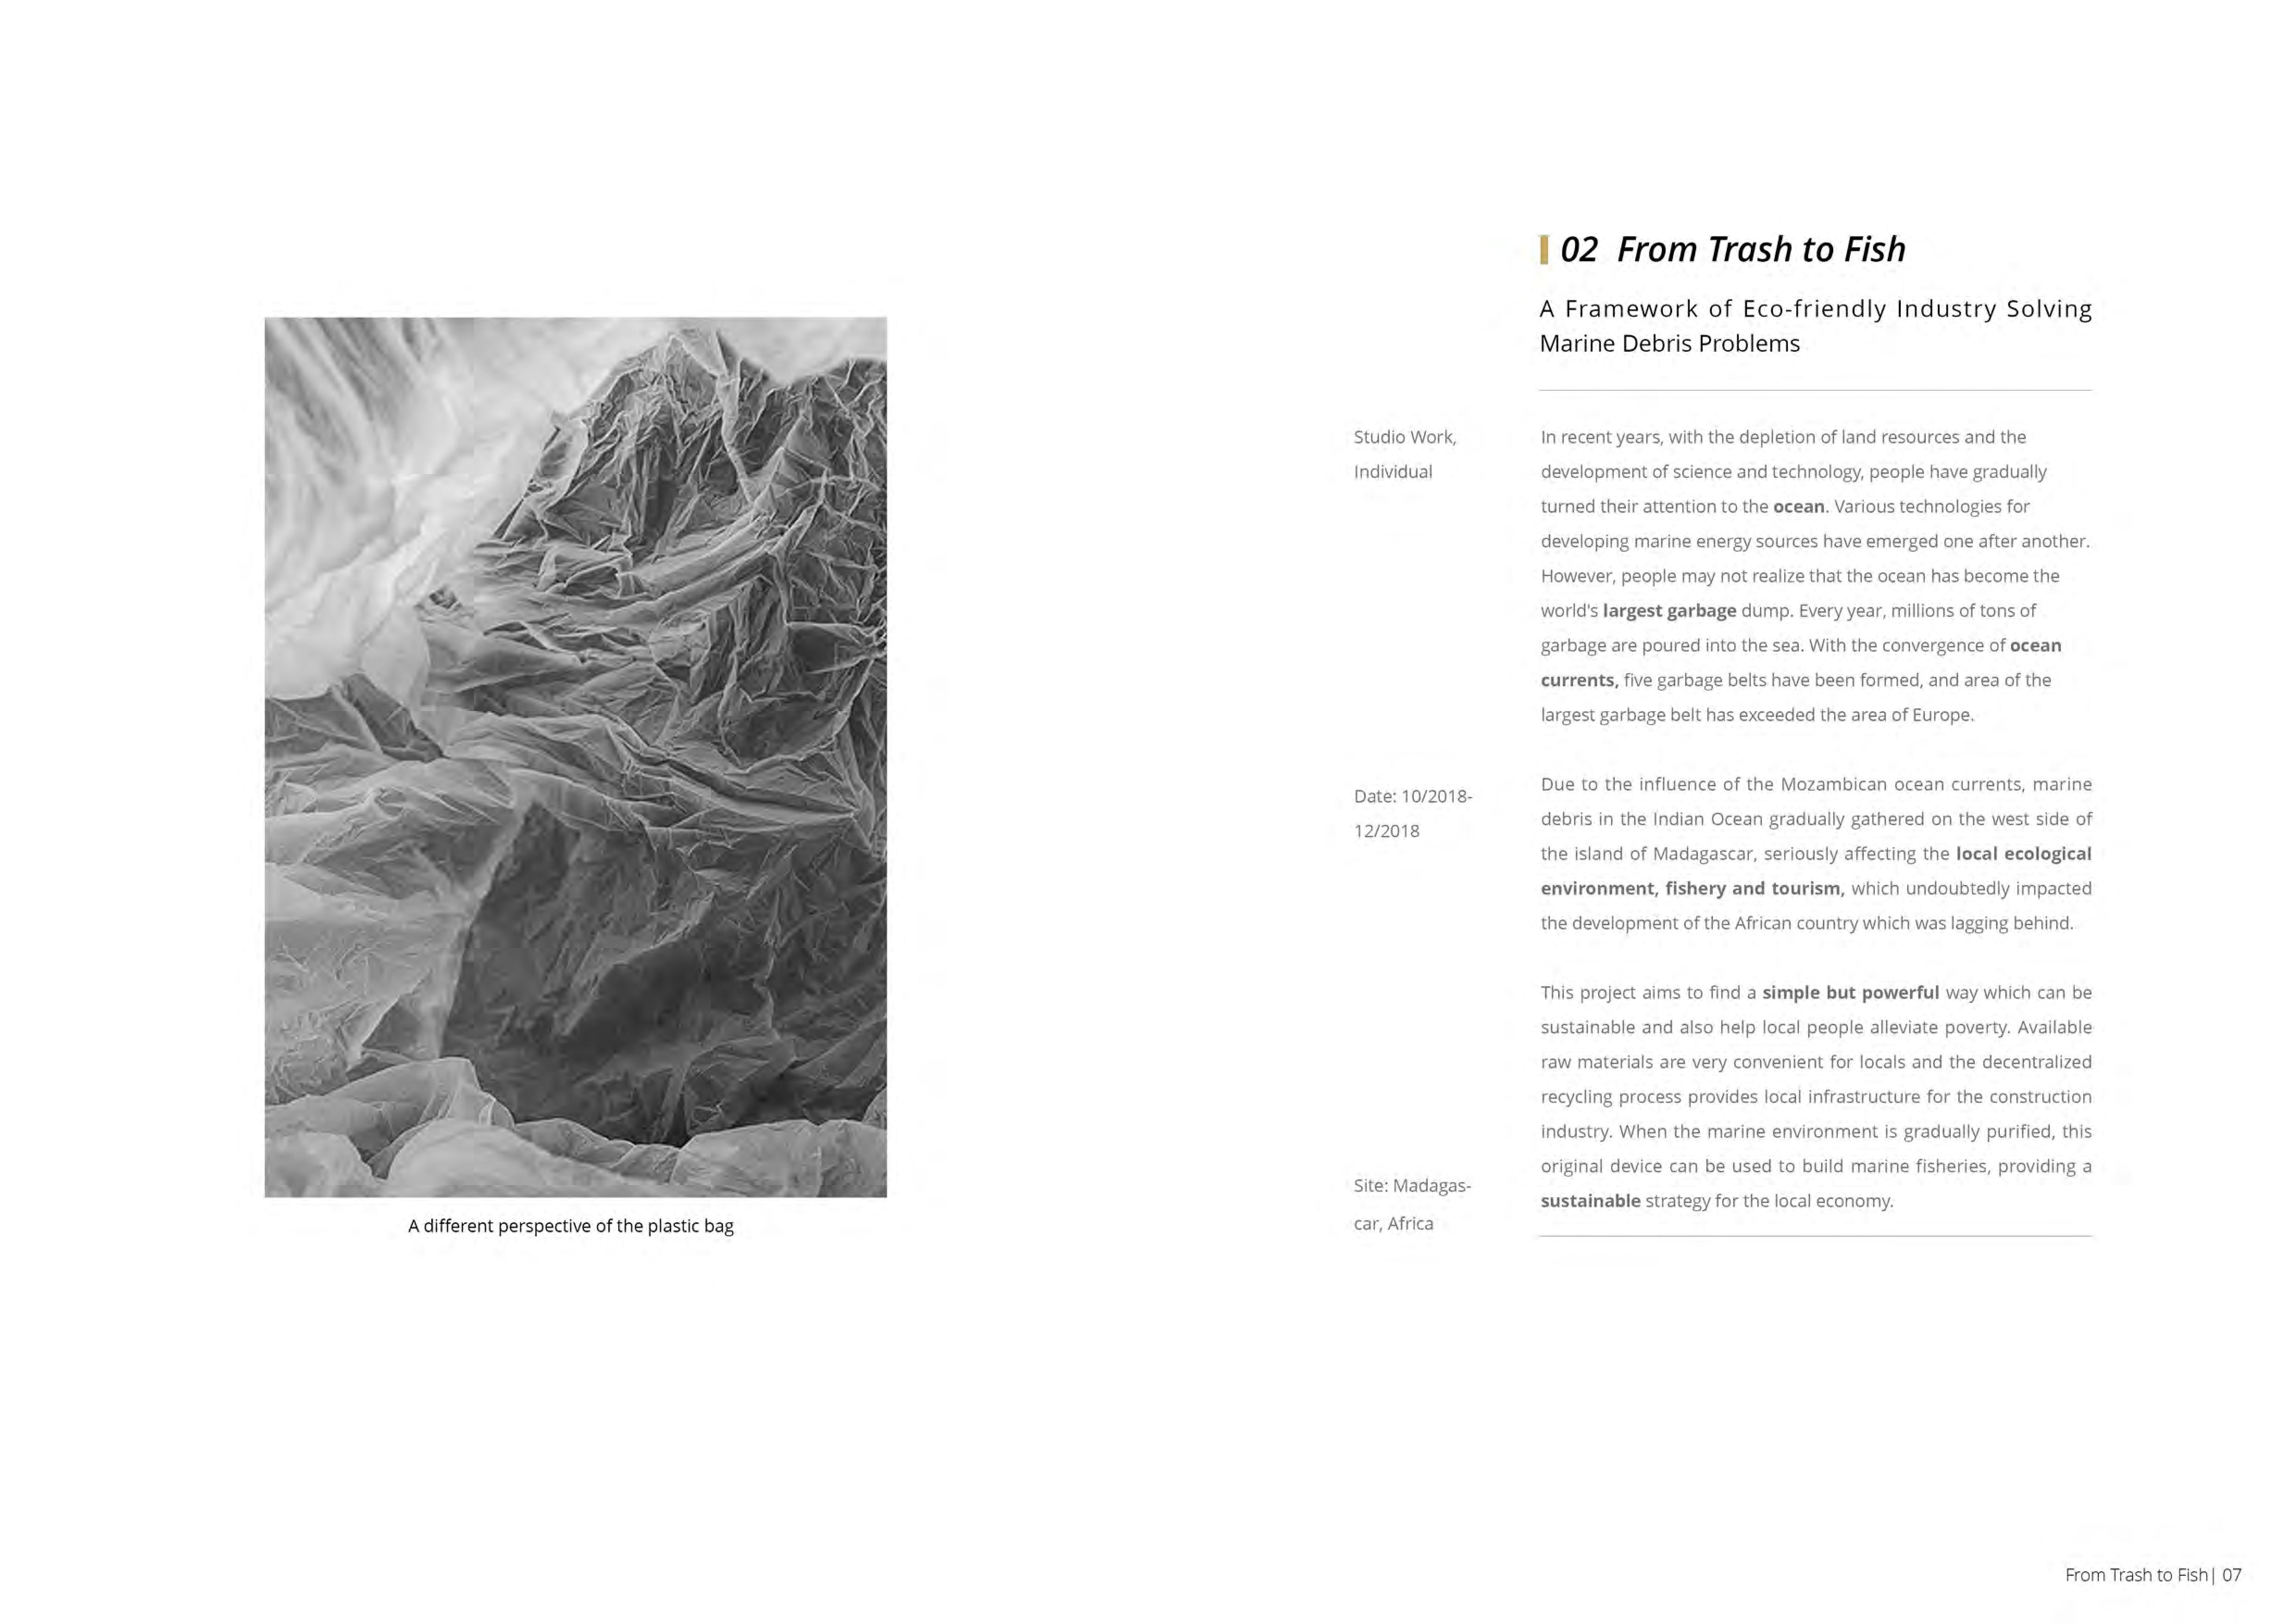 02 From Trash to Fish
A Framework of Eco-friendly Industry Solving
Marine Debris Problems
Studio Work,
Individual
In recent years, with the depletion of land resources and the
development of science and technology, people have gradually
turned their attention to the ocean. Various technologies for
developing marine energy sources have emerged one after another.
However, people may not realize that the ocean has become the
world's largest garbage dump. Every year, millions of tons of
garbage are poured into the sea. With the convergence of ocean
currents, five garbage belts have been formed, and area of the
largest garbage belt has exceeded the area of Europe.
Date: 10/2018-
12/2018
Due to the influence of the Mozambican ocean currents, marine
debris in the Indian Ocean gradually gathered on the west side of
the island of Madagascar, seriously affecting the local ecological
environment, fishery and tourism, which undoubtedly impacted
the development of the African country which was lagging behind.
This project aims to find a simple but powerful way which can be
sustainable and also help local people alleviate poverty. Available
raw materials are very convenient for locals and the decentralized
recycling process provides local infrastructure for the construction
industry. When the marine environment is gradually purified, this
original device can be used to build marine fisheries, providing a
sustainable strategy for the local economy.
Site: Madagas-
car, Africa
A different perspective of the plastic bag
From Trash to Fish| 07